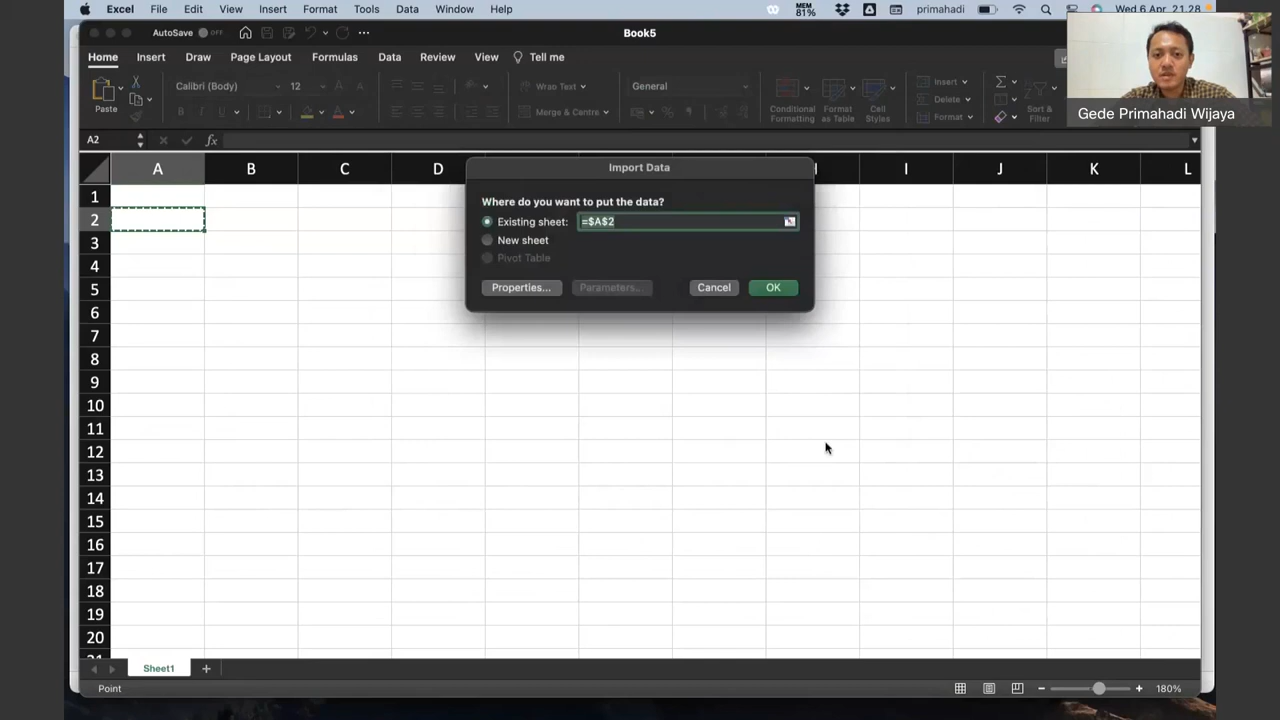 Excel File Edit View Insert Format Tools Data Window Help MEM 81% primahadi Wed 6 Apr 21.28
AutoSave OFF Book5
Home Insert Draw Page Layout Formulas Data Review View Tell me
Paste Calibri (Body) 12 Wrap Text General Insert
Merge & Centre Conditional Formatting Format as Table Cell Styles Delete Format Sort & Filter
Gede Primahadi Wijaya
A2 fx
A B C D I J K L
1
2
3
4
5
6
7
8
9
10
11
12
13
14
15
16
17
18
19
20
Import Data
Where do you want to put the data?
Existing sheet: =$A$2
New sheet
Pivot Table
Properties... Parameters... Cancel OK
Sheet1 +
Point 180%